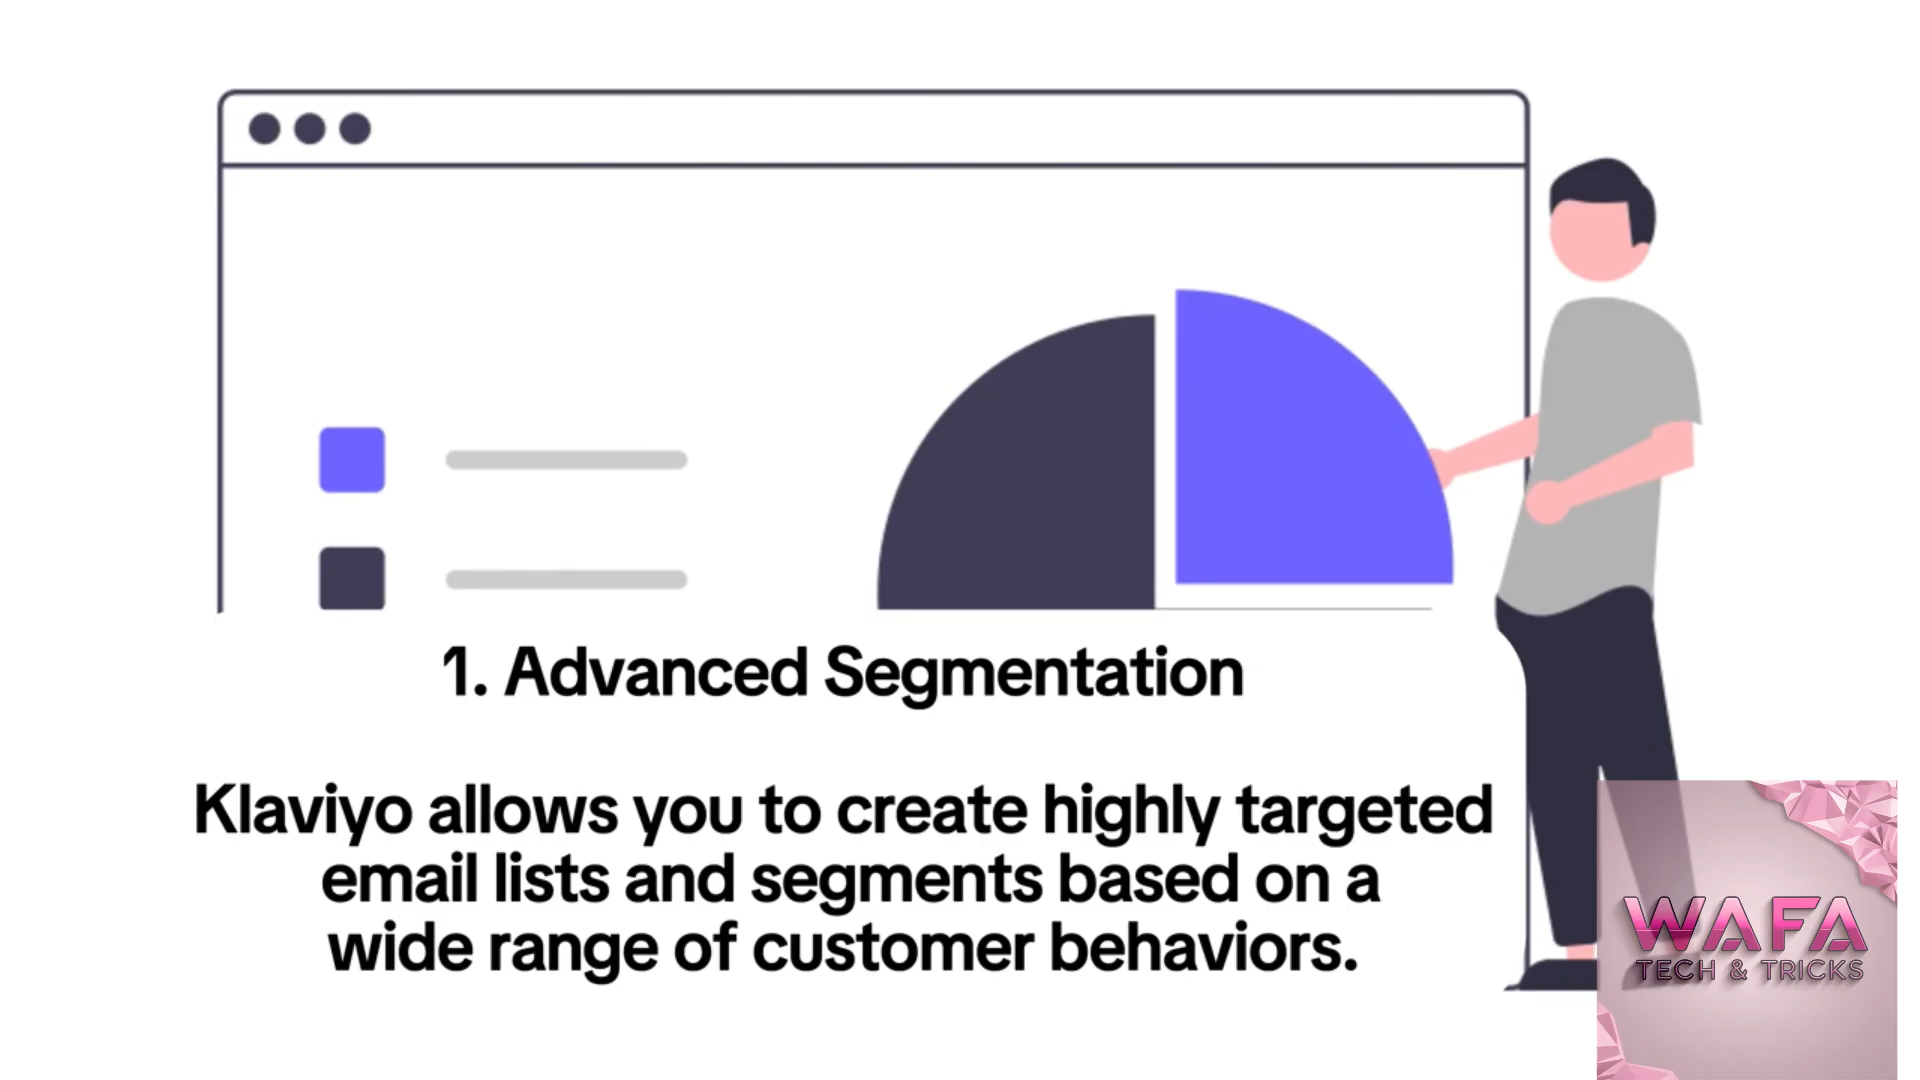 1. Advanced Segmentation
Klaviyo allows you to create highly targeted
email lists and segments based on a
wide range of customer behaviors.
WAFA
TECH & TRICKS